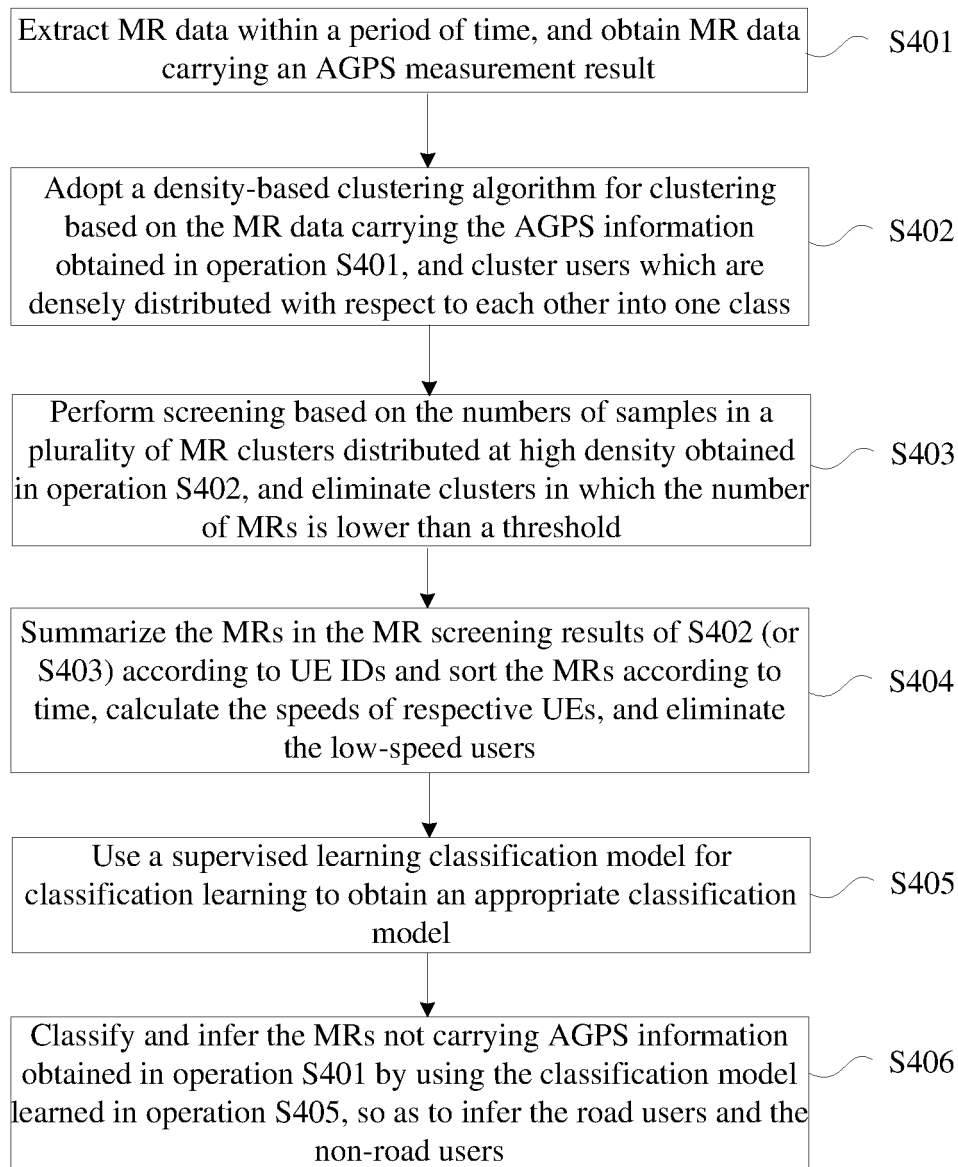 Extract MR data within a period of time, and obtain MR data
carrying an AGPS measurement result
S401
Adopt a density-based clustering algorithm for clustering
based on the MR data carrying the AGPS information
obtained in operation S401, and cluster users which are
densely distributed with respect to each other into one class
S402
Perform screening based on the numbers of samples in a
plurality of MR clusters distributed at high density obtained
in operation S402, and eliminate clusters in which the number
of MRs is lower than a threshold
S403
Summarize the MRs in the MR screening results of S402 (or
S403) according to UE IDs and sort the MRs according to
time, calculate the speeds of respective UEs, and eliminate
the low-speed users
S404
Use a supervised learning classification model for
classification learning to obtain an appropriate classification
model
S405
Classify and infer the MRs not carrying AGPS information
obtained in operation S401 by using the classification model
learned in operation S405, so as to infer the road users and the
non-road users
S406